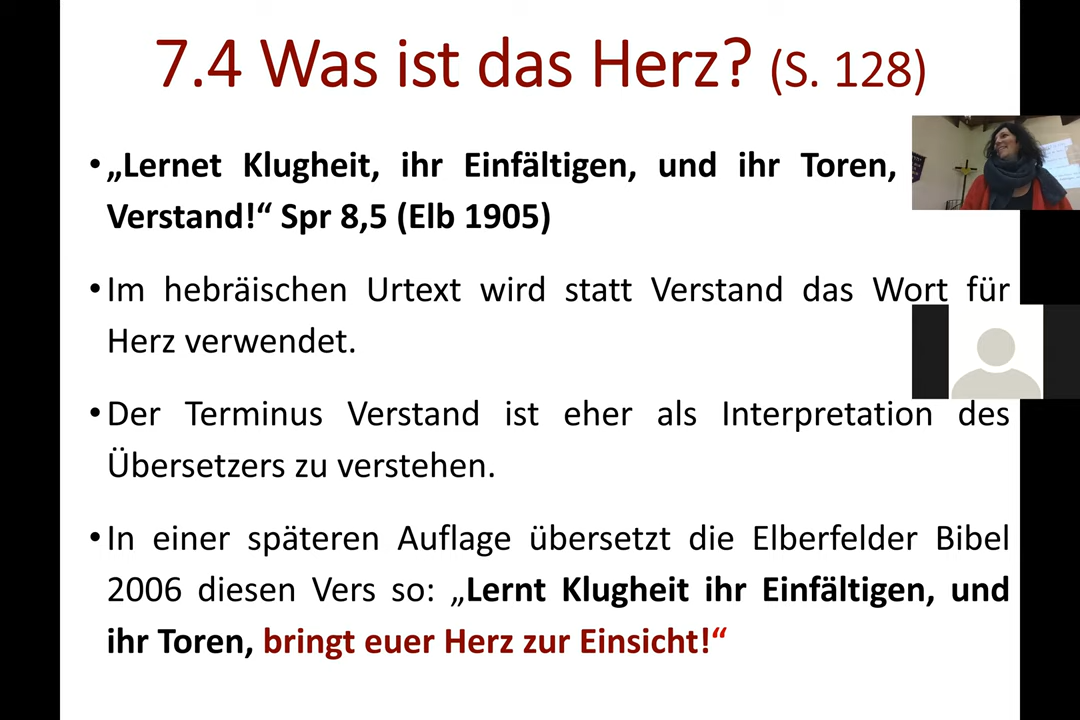 7.4 Was ist das Herz? (S. 128)
• „Lernet Klugheit, ihr Einfältigen, und ihr Toren,
Verstand!“ Spr 8,5 (Elb 1905)
• Im hebräischen Urtext wird statt Verstand das Wort für
Herz verwendet.
• Der Terminus Verstand ist eher als Interpretation des
Übersetzers zu verstehen.
• In einer späteren Auflage übersetzt die Elberfelder Bibel
2006 diesen Vers so: „Lernt Klugheit ihr Einfältigen, und
ihr Toren, bringt euer Herz zur Einsicht!“